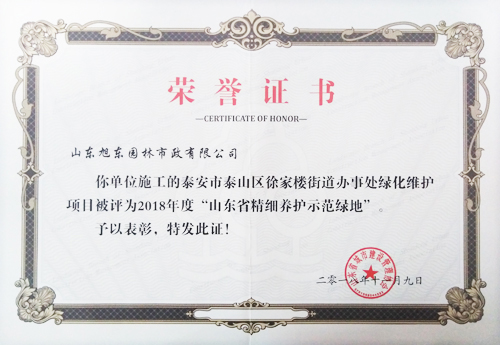 荣誉证书
—CERTIFICATE OF HONOR—
山东旭东园林市政有限公司
你单位施工的泰安市泰山区徐家楼街道办事处绿化维护
项目被评为2018年度“山东省精细养护示范绿地”。
予以表彰，特发此证！
二零一八年十 月九日